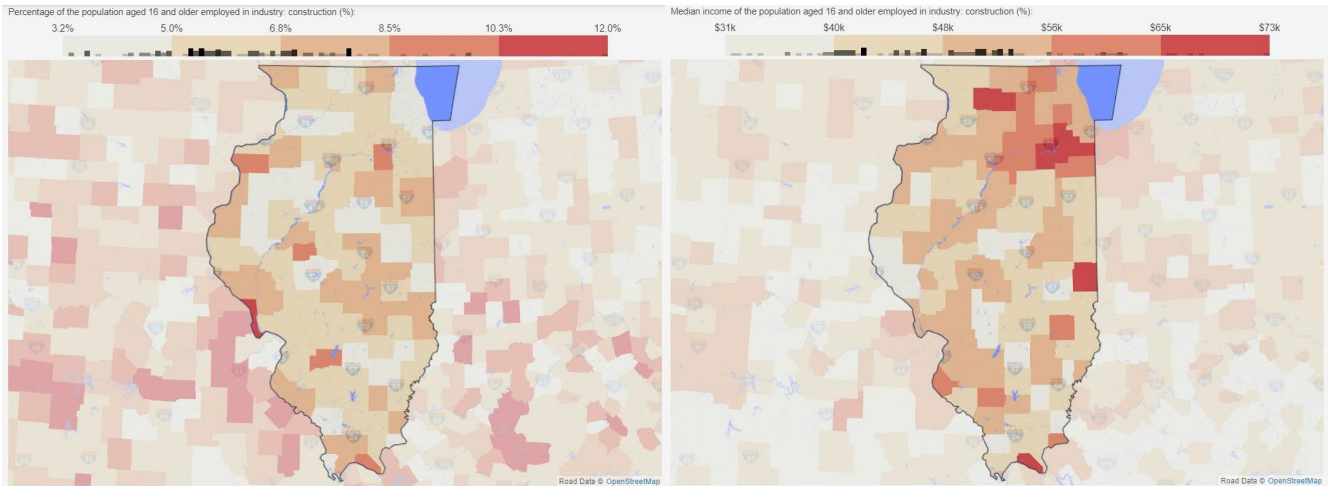 Percentage of the population aged 16 and older employed in industry: construction (%):
3.2% 5.0% 6.8% 8.5% 10.3% 12.0%
Road Data © OpenStreetMap
Median income of the population aged 16 and older employed in industry: construction (%):
$31k $40k $48k $56k $65k $73k
Road Data © OpenStreetMap